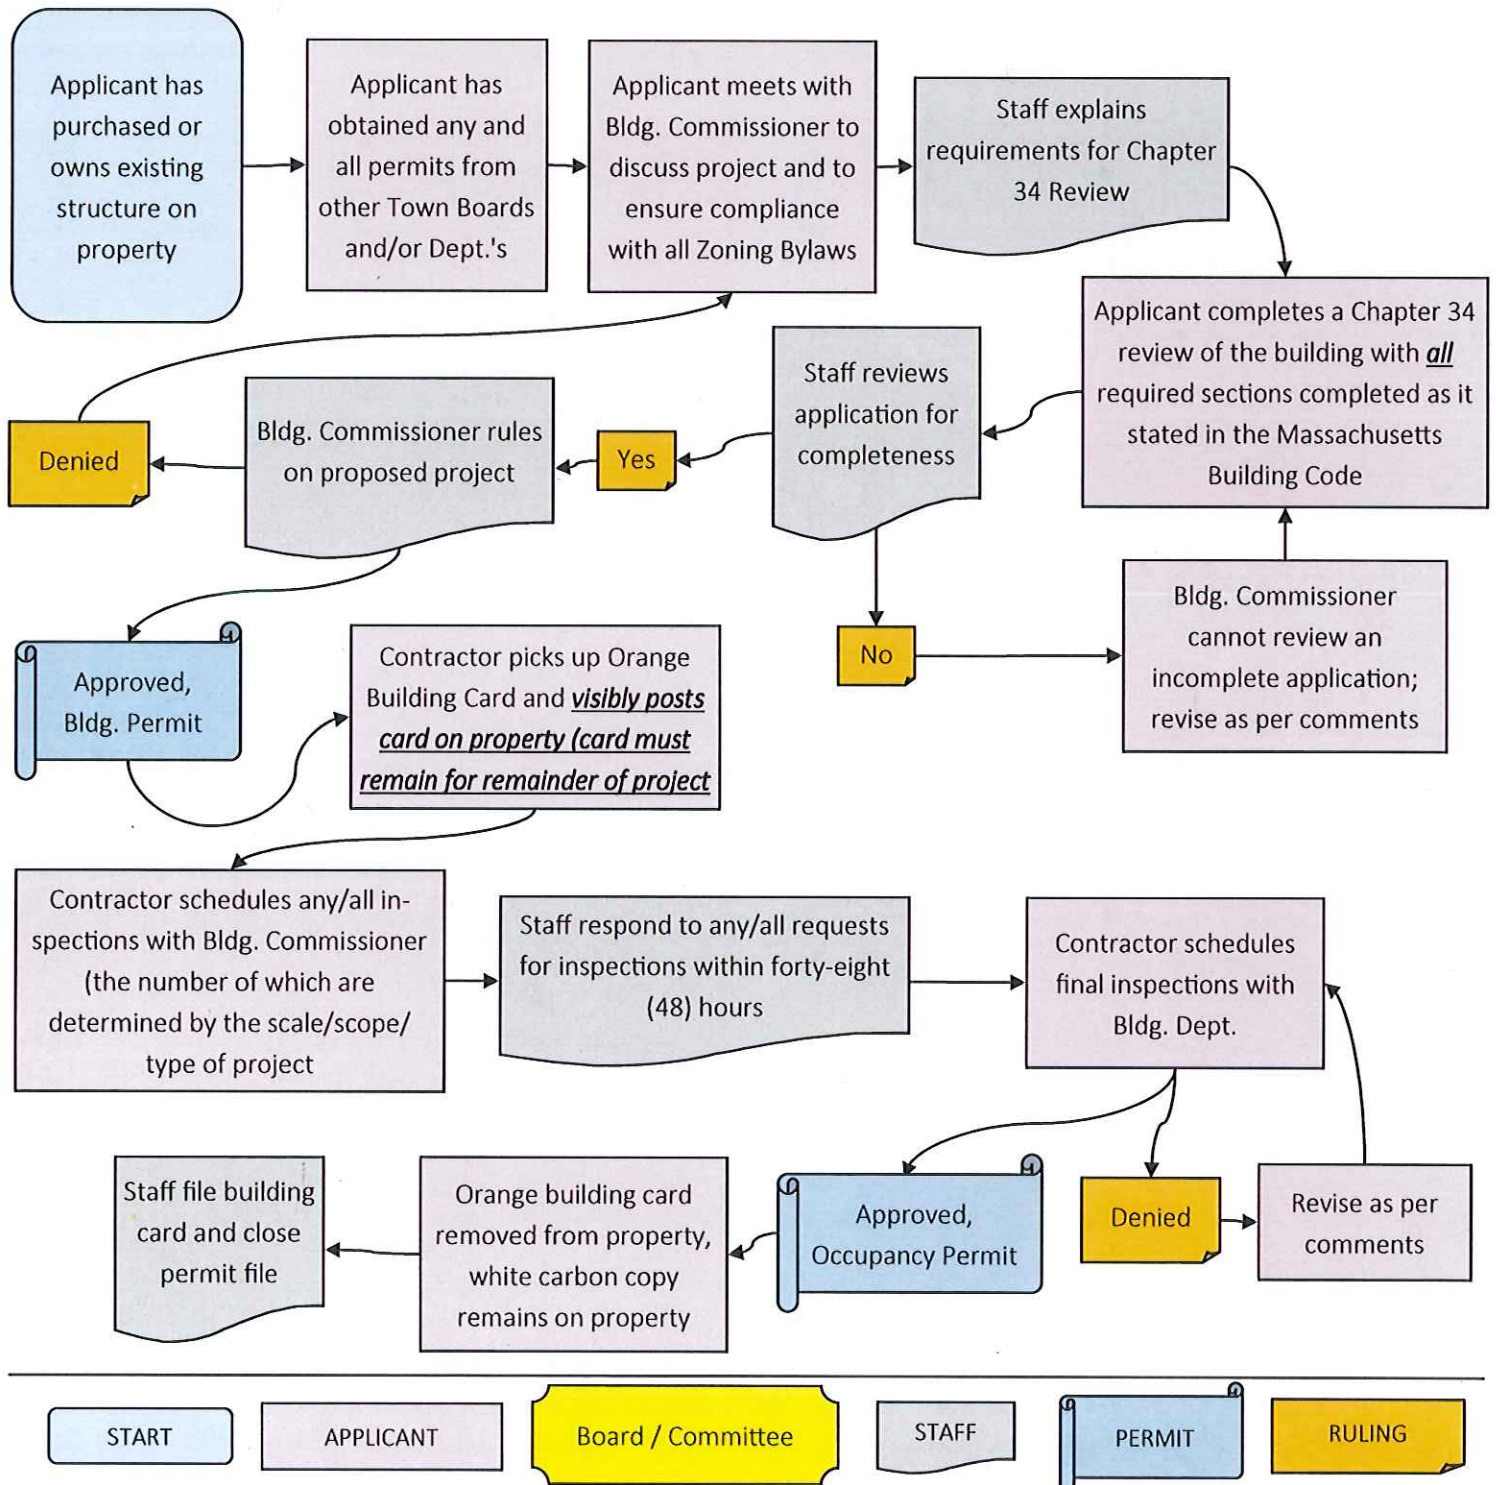 Applicant has
purchased or
owns existing
structure on
property
Applicant has
obtained any and
all permits from
other Town Boards
and/or Dept.'s
Applicant meets with
Bldg. Commissioner to
discuss project and to
ensure compliance
with all Zoning Bylaws
Staff explains
requirements for Chapter
34 Review
Applicant completes a Chapter 34
review of the building with all
required sections completed as it
stated in the Massachusetts
Building Code
Staff reviews
application for
completeness
Yes
Bldg. Commissioner rules
on proposed project
Denied
No
Bldg. Commissioner
cannot review an
incomplete application;
revise as per comments
Approved,
Bldg. Permit
Contractor picks up Orange
Building Card and visibly posts
card on property (card must
remain for remainder of project
Contractor schedules any/all in-
spections with Bldg. Commissioner
(the number of which are
determined by the scale/scope/
type of project
Staff respond to any/all requests
for inspections within forty-eight
(48) hours
Contractor schedules
final inspections with
Bldg. Dept.
Denied
Revise as per
comments
Approved,
Occupancy Permit
Orange building card
removed from property,
white carbon copy
remains on property
Staff file building
card and close
permit file
START
APPLICANT
Board / Committee
STAFF
PERMIT
RULING